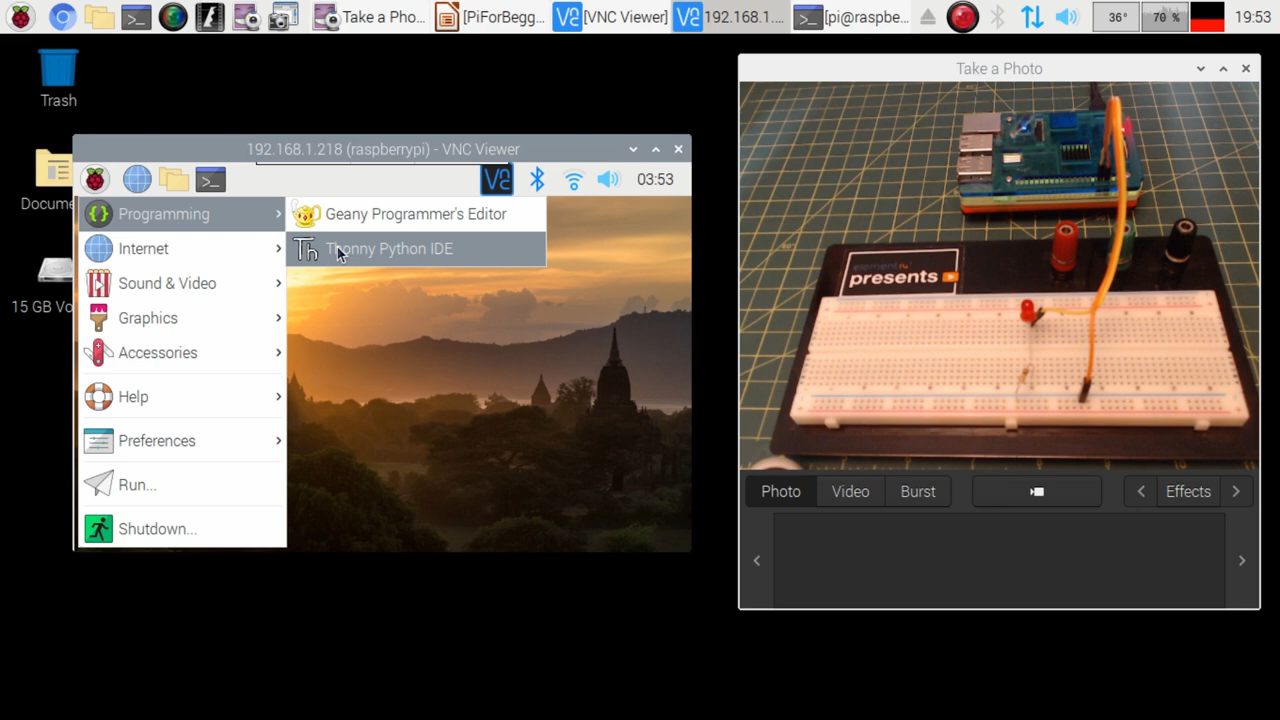 Take a Pho...
[PiForBegg...
[VNC Viewer]
192.168.1....
[pi@raspbe...
36°
70 %
19:53
Trash
Docume
15 GB Vo
192.168.1.218 (raspberrypi) - VNC Viewer
03:53
Programming
Internet
Sound & Video
Graphics
Accessories
Help
Preferences
Run...
Shutdown...
Geany Programmer's Editor
Th
Thonny Python IDE
Take a Photo
element14
presents
Photo
Video
Burst
Effects